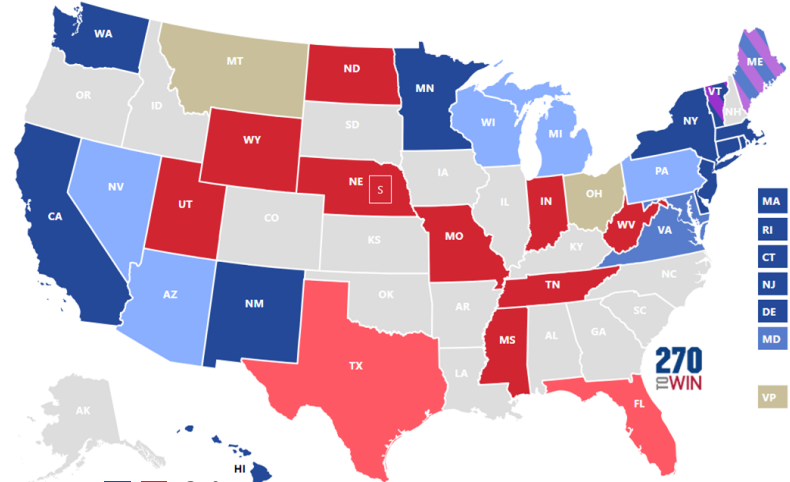 WA
MT
ND
MN
OR
ID
SD
WI
MI
NY
VT
NH
ME
WY
NE
S
IA
PA
NV
UT
CO
IL
IN
OH
CA
KS
MO
KY
WV
VA
AZ
NM
OK
AR
TN
NC
SC
TX
LA
MS
AL
GA
FL
AK
HI
270
TO WIN
MA
RI
CT
NJ
DE
MD
VP